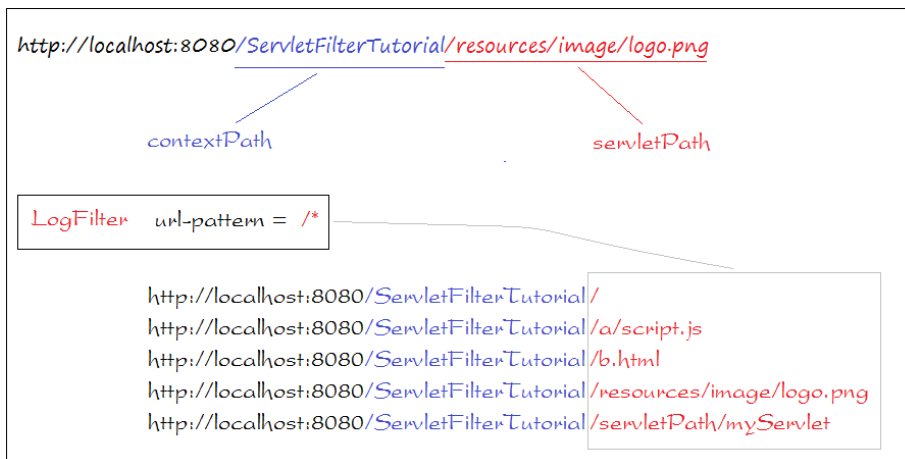 http://localhost:8080/ServletFilterTutorial/resources/image/logo.png
contextPath servletPath
LogFilter url-pattern = /*
http://localhost:8080/ServletFilterTutorial/
http://localhost:8080/ServletFilterTutorial/a/script.js
http://localhost:8080/ServletFilterTutorial/b.html
http://localhost:8080/ServletFilterTutorial/resources/image/logo.png
http://localhost:8080/ServletFilterTutorial/servletPath/myServlet